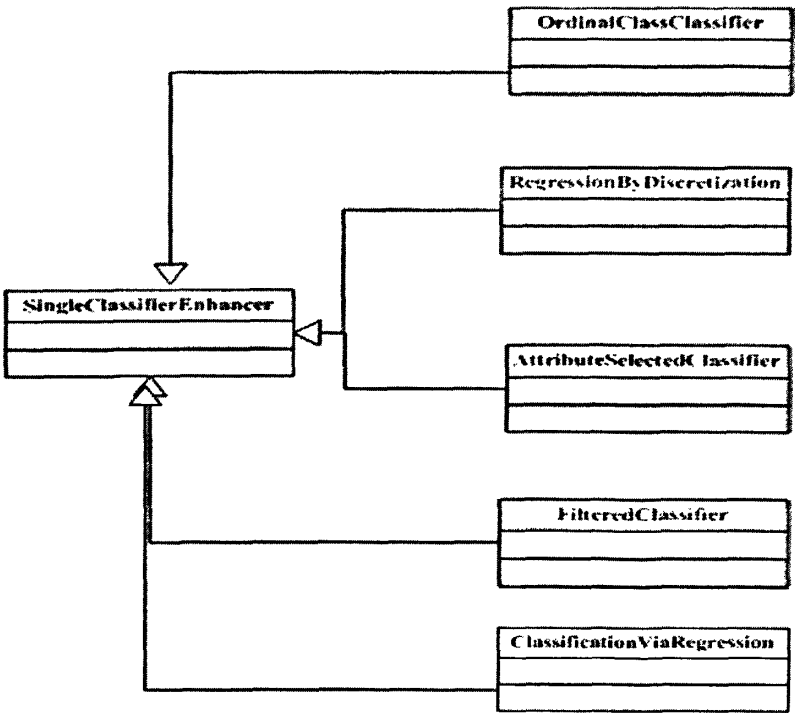 OrdinalClassClassifier
RegressionByDiscretization
SingleClassifierEnhancer
AttributeSelectedClassifier
FilteredClassifier
ClassificationViaRegression